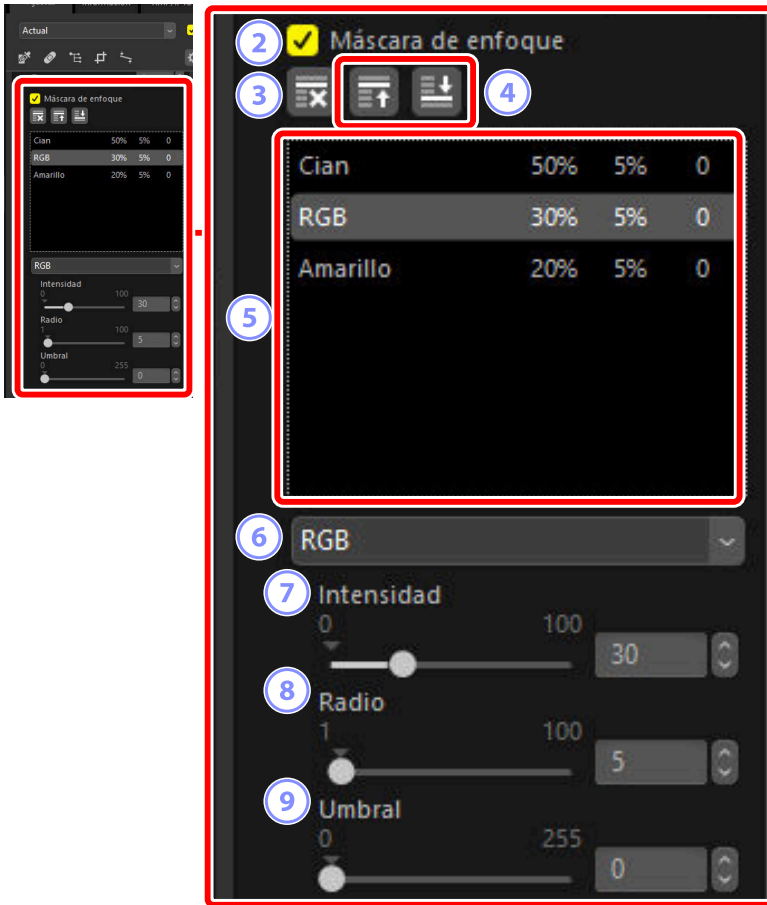 Actual
Máscara de enfoque
Cian 50% 5% 0
RGB 30% 5% 0
Amarillo 20% 5% 0
RGB
Intensidad
0 100
30
Radio
1 100
5
Umbral
0 255
0
2 Máscara de enfoque
3 4
Cian 50% 5% 0
RGB 30% 5% 0
Amarillo 20% 5% 0
5
6 RGB
7 Intensidad
0 100
30
8 Radio
1 100
5
9 Umbral
0 255
0